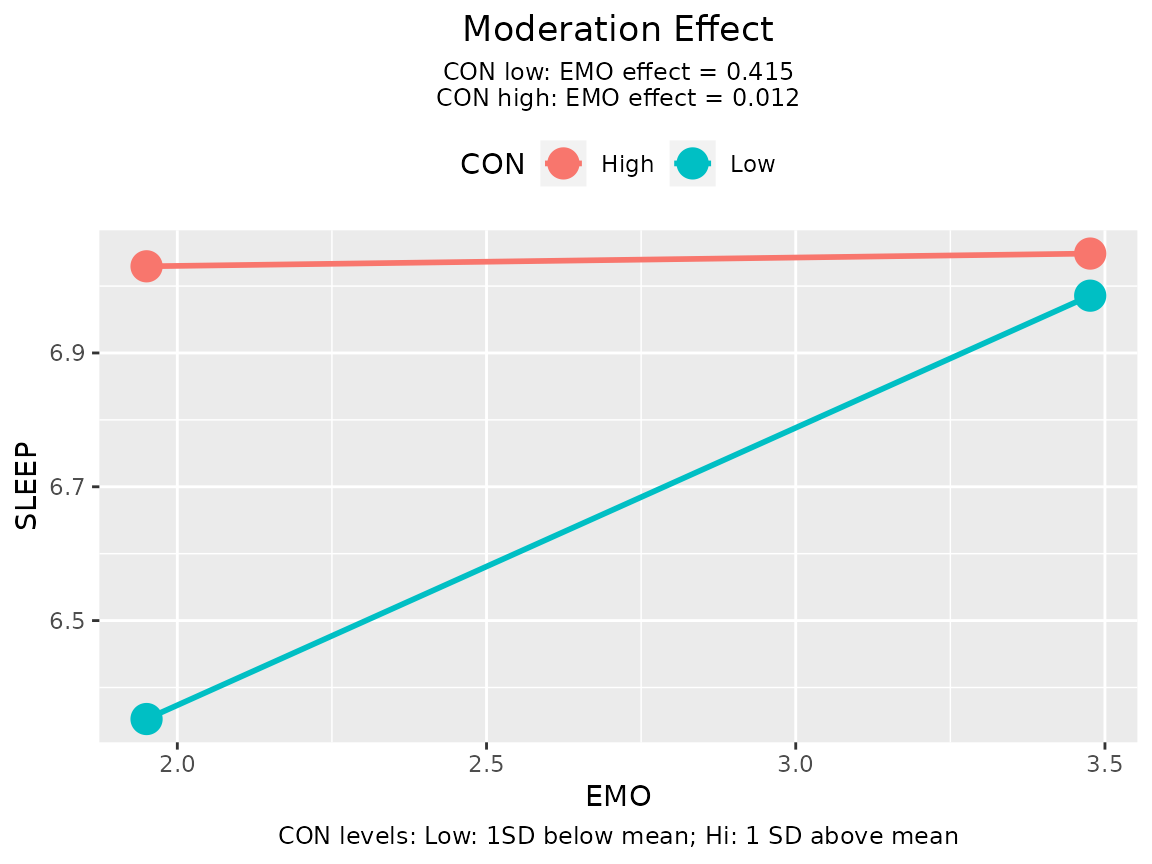 Moderation Effect
CON low: EMO effect = 0.415
CON high: EMO effect = 0.012
CON High Low
6.9
6.7
6.5
SLEEP
2.0 2.5 3.0 3.5
EMO
CON levels: Low: 1SD below mean; Hi: 1 SD above mean